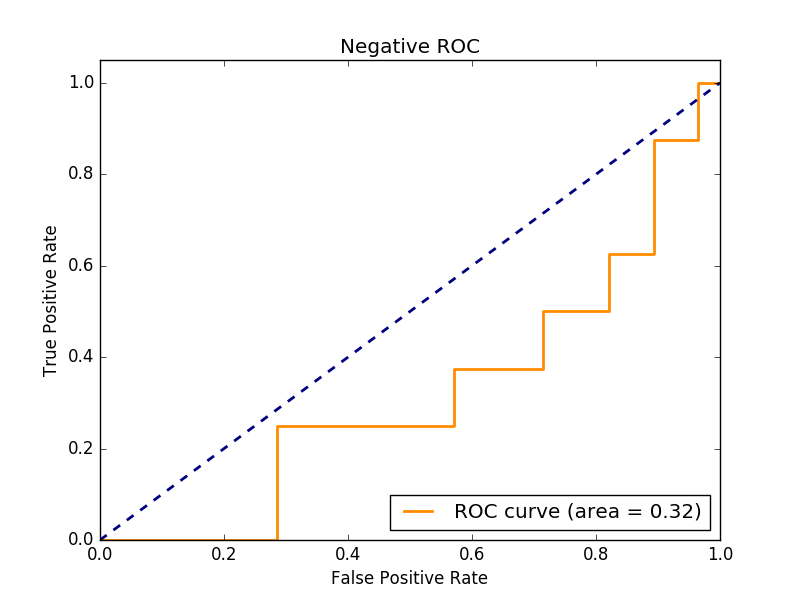 Negative ROC
True Positive Rate
1.0
0.8
0.6
0.4
0.2
0.0
0.0 0.2 0.4 0.6 0.8 1.0
False Positive Rate
ROC curve (area = 0.32)